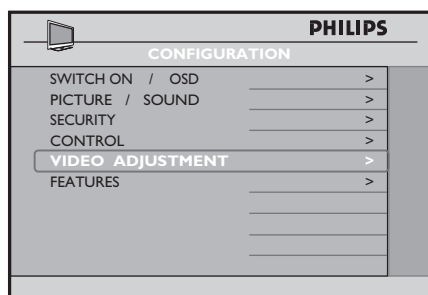 PHILIPS
CONFIGURATION
SWITCH ON / OSD >
PICTURE / SOUND >
SECURITY >
CONTROL >
VIDEO ADJUSTMENT >
FEATURES >